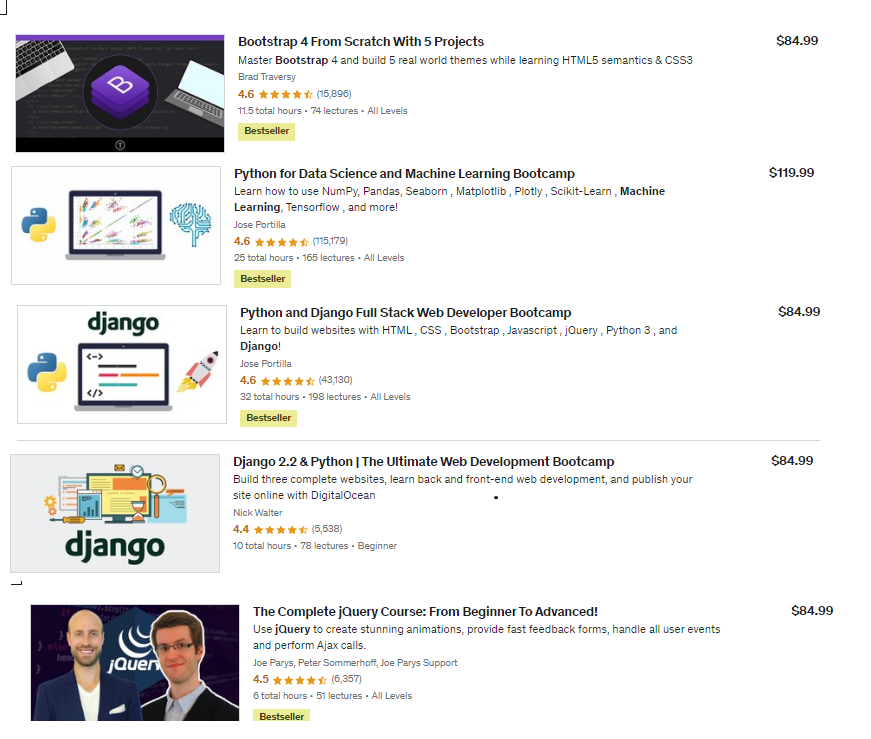 Bootstrap 4 From Scratch With 5 Projects
$84.99
Master Bootstrap 4 and build 5 real world themes while learning HTML5 semantics & CSS3
Brad Traversy
4.6 (15,896)
11.5 total hours • 74 lectures • All Levels
Bestseller
Python for Data Science and Machine Learning Bootcamp
$119.99
Learn how to use NumPy, Pandas, Seaborn , Matplotlib , Plotly , Scikit-Learn , Machine
Learning, Tensorflow , and more!
Jose Portilla
4.6 (115,179)
25 total hours • 165 lectures • All Levels
Bestseller
django
Python and Django Full Stack Web Developer Bootcamp
$84.99
Learn to build websites with HTML , CSS , Bootstrap , Javascript , jQuery , Python 3 , and
Django!
Jose Portilla
4.6 (43,130)
32 total hours • 198 lectures • All Levels
Bestseller
django
Django 2.2 & Python | The Ultimate Web Development Bootcamp
$84.99
Build three complete websites, learn back and front-end web development, and publish your
site online with DigitalOcean
Nick Walter
4.4 (5,538)
10 total hours • 78 lectures • Beginner
The Complete jQuery Course: From Beginner To Advanced!
$84.99
Use jQuery to create stunning animations, provide fast feedback forms, handle all user events
and perform Ajax calls.
Joe Parys, Peter Sommerhoff, Joe Parys Support
4.5 (6,357)
6 total hours • 51 lectures • All Levels
Bestseller